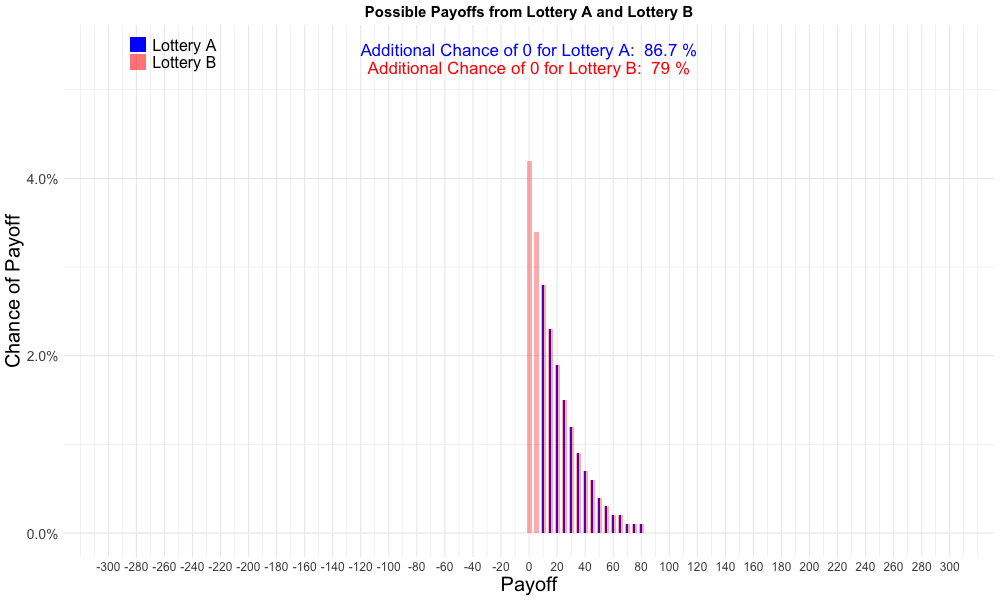 Possible Payoffs from Lottery A and Lottery B
Lottery A
Lottery B
Additional Chance of 0 for Lottery A: 86.7 %
Additional Chance of 0 for Lottery B: 79 %
Chance of Payoff
4.0%
2.0%
0.0%
-300 -280 -260 -240 -220 -200 -180 -160 -140 -120 -100 -80 -60 -40 -20 0 20 40 60 80 100 120 140 160 180 200 220 240 260 280 300
Payoff